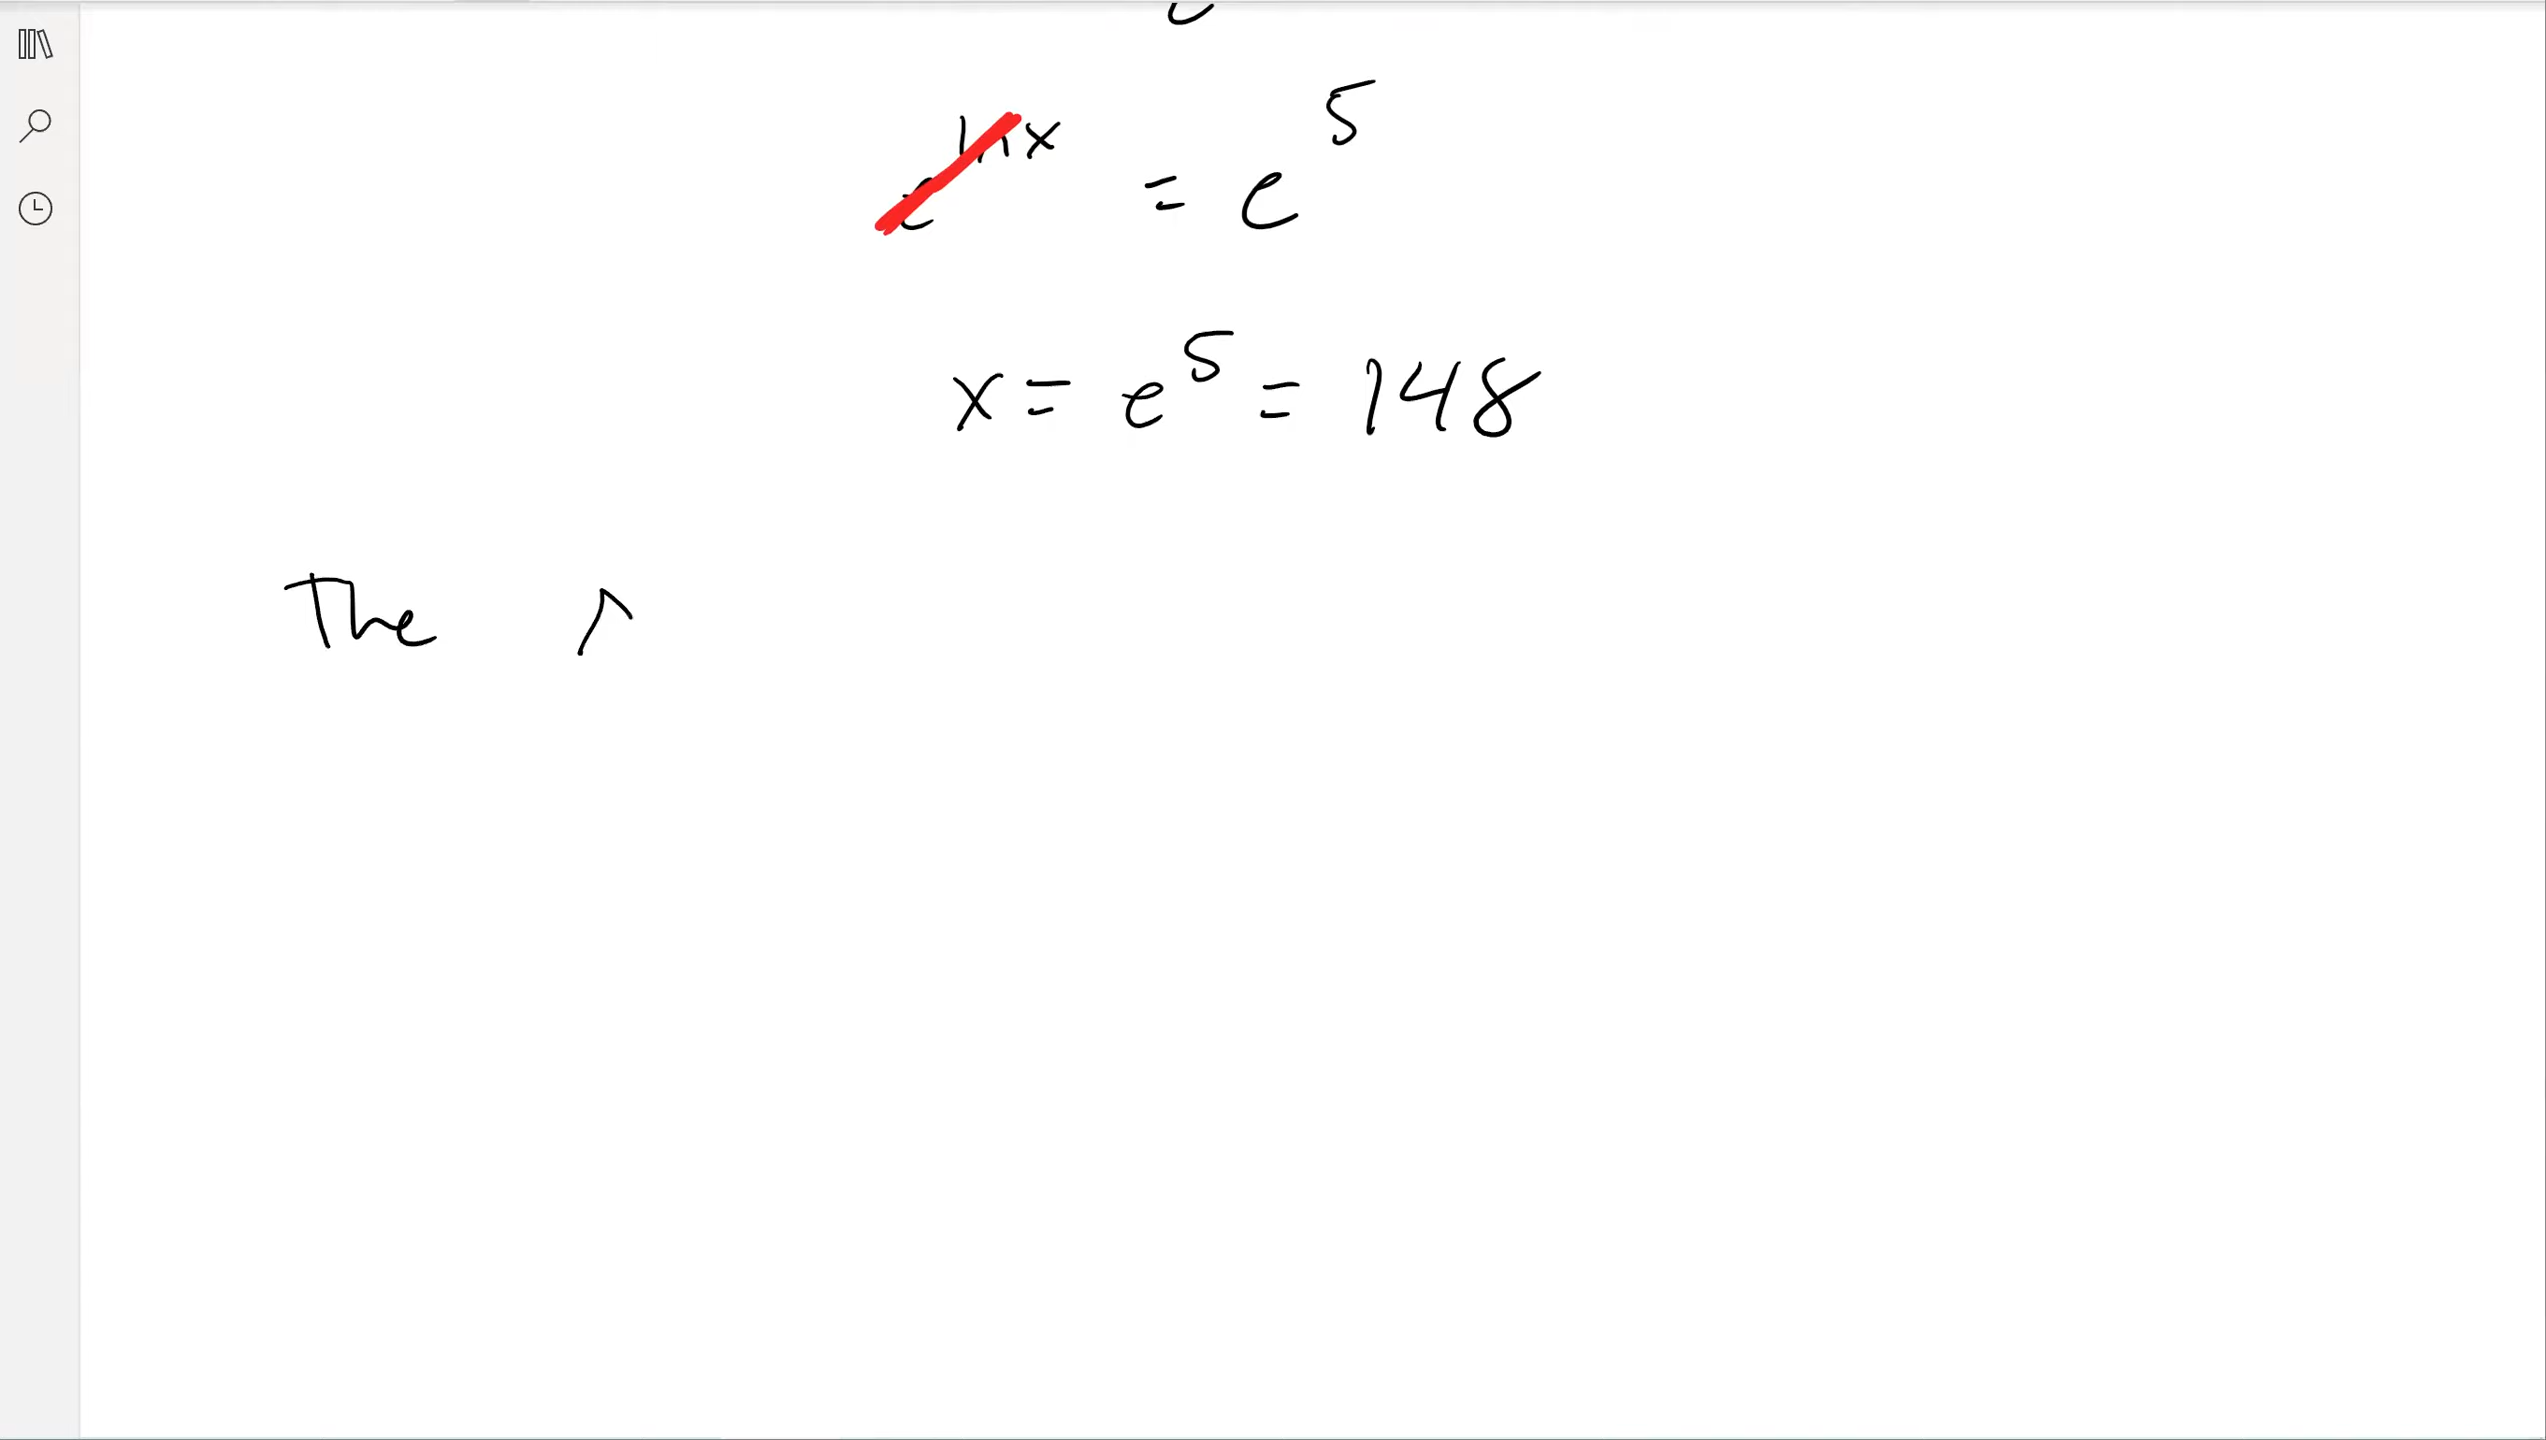 e^ln x = e^5
x = e^5 = 148
The